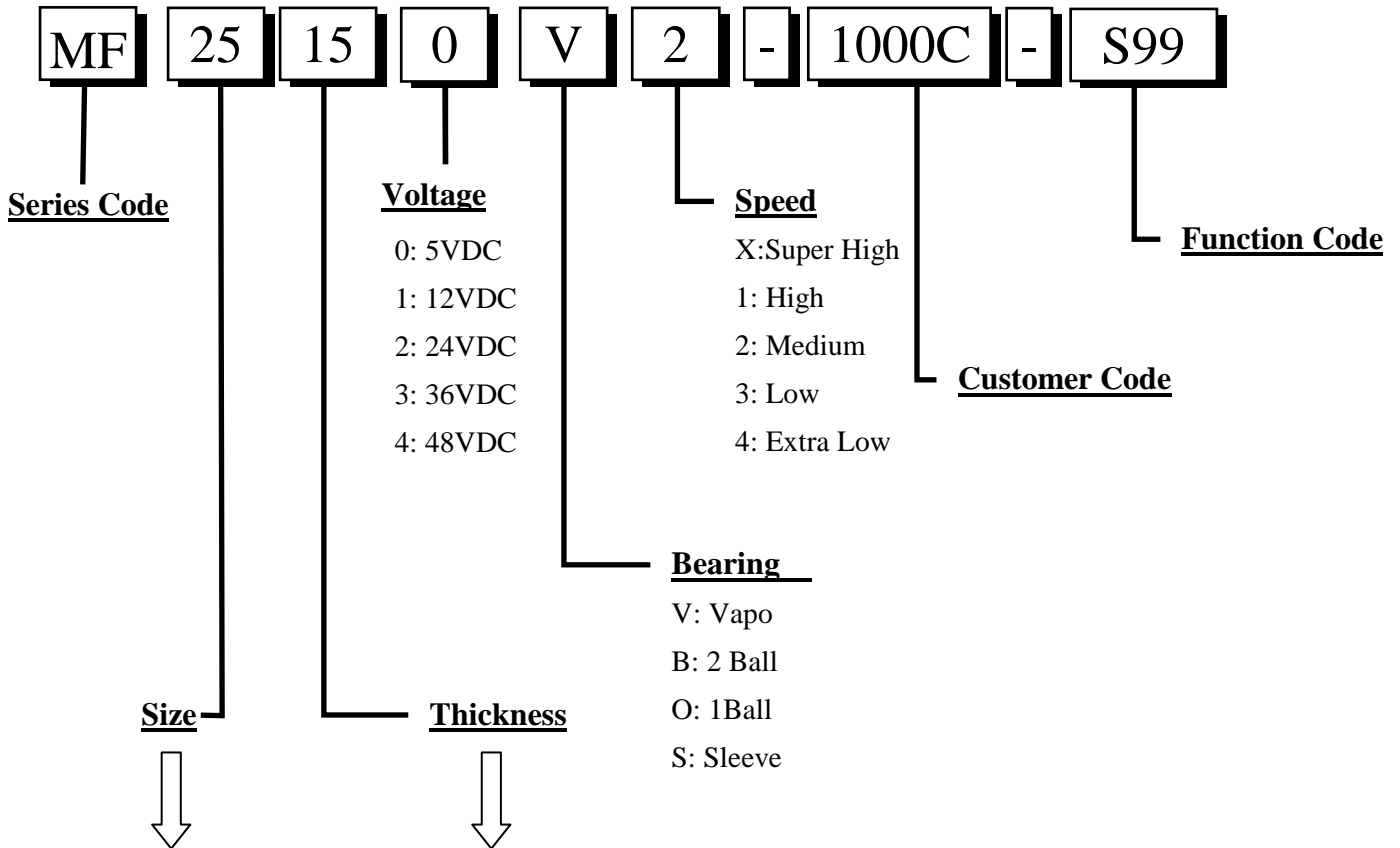 MF 25 15 0 V 2 - 1000C - S99
Series Code
Voltage
0: 5VDC
1: 12VDC
2: 24VDC
3: 36VDC
4: 48VDC
Speed
X:Super High
1: High
2: Medium
3: Low
4: Extra Low
Function Code
Customer Code
Bearing
V: Vapo
B: 2 Ball
O: 1Ball
S: Sleeve
Size
Thickness